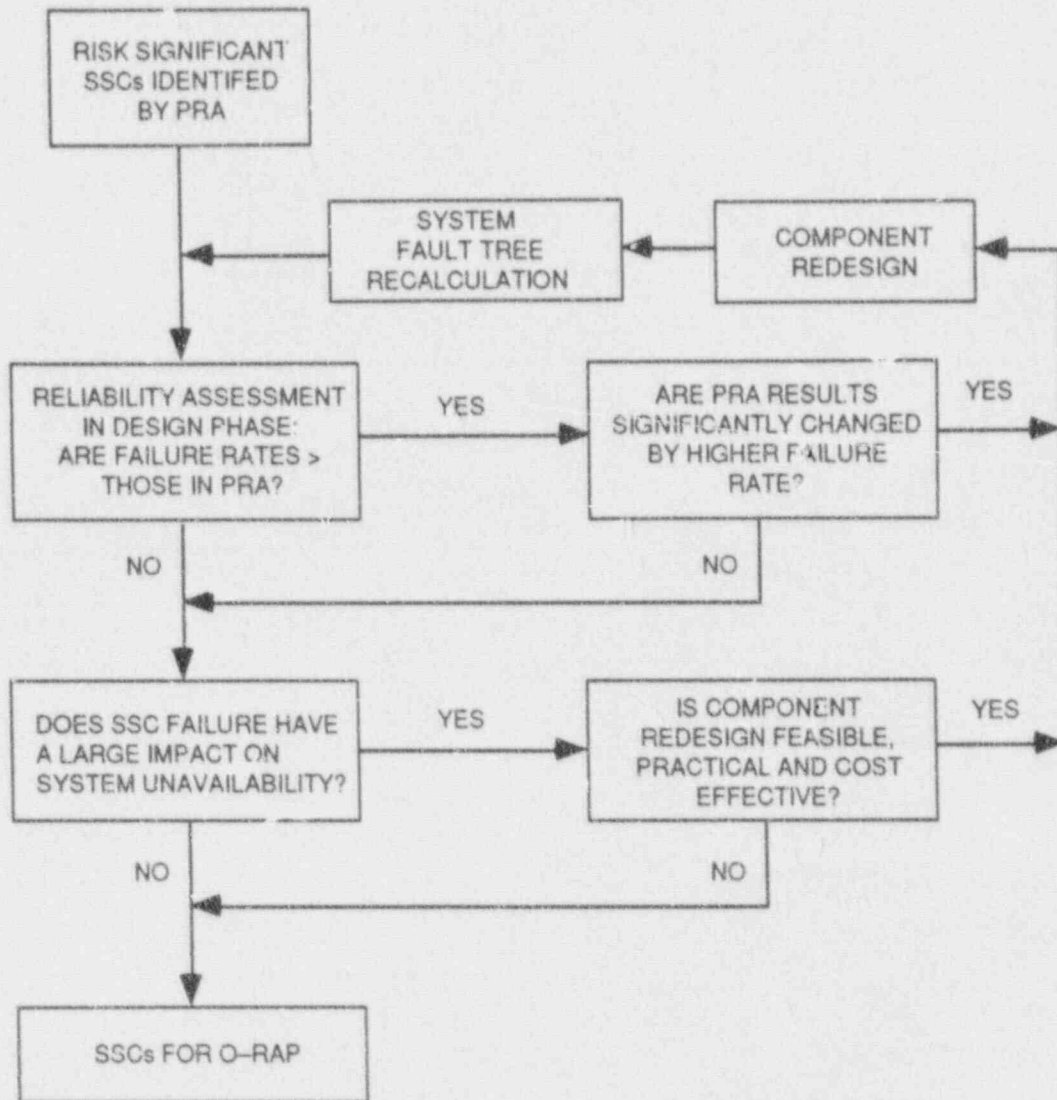 RISK SIGNIFICANT
SSCs IDENTIFED
BY PRA
SYSTEM
FAULT TREE
RECALCULATION
COMPONENT
REDESIGN
RELIABILITY ASSESSMENT
IN DESIGN PHASE:
ARE FAILURE RATES >
THOSE IN PRA?
YES
ARE PRA RESULTS
SIGNIFICANTLY CHANGED
BY HIGHER FAILURE
RATE?
YES
NO
NO
DOES SSC FAILURE HAVE
A LARGE IMPACT ON
SYSTEM UNAVAILABILITY?
YES
IS COMPONENT
REDESIGN FEASIBLE,
PRACTICAL AND COST
EFFECTIVE?
YES
NO
NO
SSCs FOR O-RAP